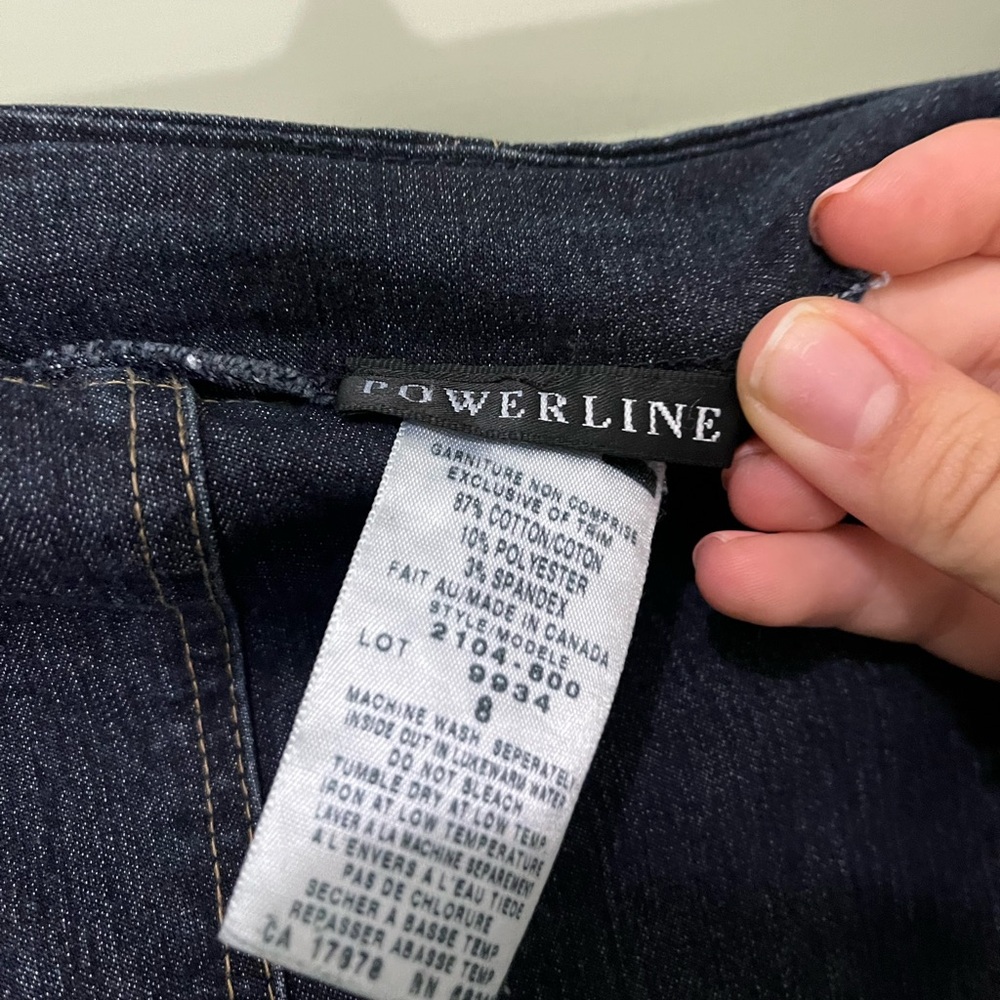 POWERLINE
GARNITURE NON COMPRISE
EXCLUSIVE OF TRIM
87% COTTON/COTON
10% POLYESTER
3% SPANDEX
FAIT AU/MADE IN CANADA
STYLE/MODELE
2104-800
LOT 9934
8
MACHINE WASH SEPERATELY
INSIDE OUT IN LUKEWARM WATER
DO NOT BLEACH
TUMBLE DRY AT LOW TEMP
IRON AT LOW TEMPERATURE
LAVER A LA MACHINE SEPAREMENT
A L'ENVERS A L'EAU TIEDE
PAS DE CHLORURE
SECHER A BASSE TEMP
REPASSER ABASSE TEMP
CA 17978 RN